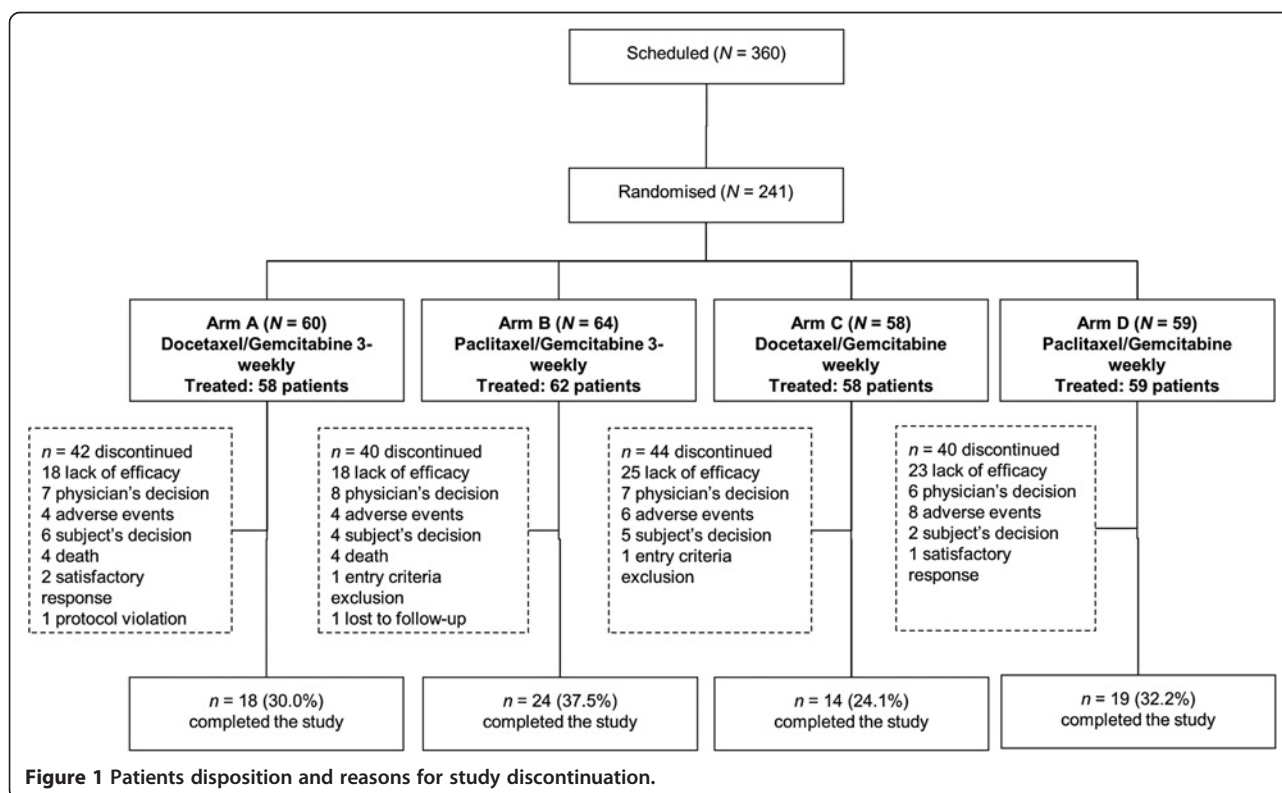 Scheduled (N = 360)
Randomised (N = 241)
Arm A (N = 60)
Docetaxel/Gemcitabine 3-
weekly
Treated: 58 patients
Arm B (N = 64)
Paclitaxel/Gemcitabine 3-
weekly
Treated: 62 patients
Arm C (N = 58)
Docetaxel/Gemcitabine
weekly
Treated: 58 patients
Arm D (N = 59)
Paclitaxel/Gemcitabine
weekly
Treated: 59 patients
n = 42 discontinued
18 lack of efficacy
7 physician's decision
4 adverse events
6 subject's decision
4 death
2 satisfactory
response
1 protocol violation
n = 40 discontinued
18 lack of efficacy
8 physician's decision
4 adverse events
4 subject's decision
4 death
1 entry criteria
exclusion
1 lost to follow-up
n = 44 discontinued
25 lack of efficacy
7 physician's decision
6 adverse events
5 subject's decision
1 entry criteria
exclusion
n = 40 discontinued
23 lack of efficacy
6 physician's decision
8 adverse events
2 subject's decision
1 satisfactory
response
n = 18 (30.0%)
completed the study
n = 24 (37.5%)
completed the study
n = 14 (24.1%)
completed the study
n = 19 (32.2%)
completed the study
Figure 1 Patients disposition and reasons for study discontinuation.